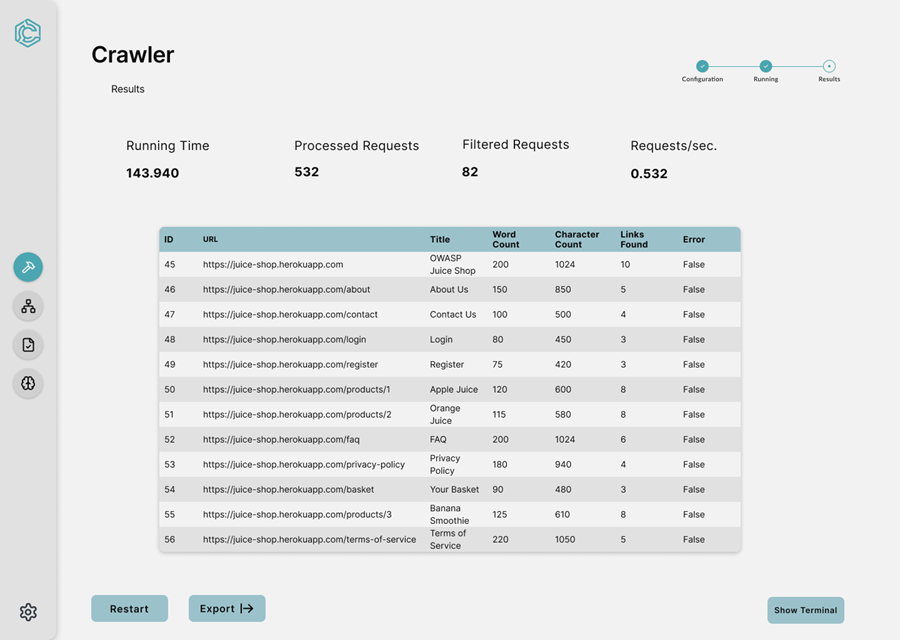 Crawler
Results
Configuration Running Results
Running Time Processed Requests Filtered Requests Requests/sec.
143.940 532 82 0.532
ID URL Title Word Count Character Count Links Found Error
45 https://juice-shop.herokuapp.com OWASP Juice Shop 200 1024 10 False
46 https://juice-shop.herokuapp.com/about About Us 150 850 5 False
47 https://juice-shop.herokuapp.com/contact Contact Us 100 500 4 False
48 https://juice-shop.herokuapp.com/login Login 80 450 3 False
49 https://juice-shop.herokuapp.com/register Register 75 420 3 False
50 https://juice-shop.herokuapp.com/products/1 Apple Juice 120 600 8 False
51 https://juice-shop.herokuapp.com/products/2 Orange Juice 115 580 8 False
52 https://juice-shop.herokuapp.com/faq FAQ 200 1024 6 False
53 https://juice-shop.herokuapp.com/privacy-policy Privacy Policy 180 940 4 False
54 https://juice-shop.herokuapp.com/basket Your Basket 90 480 3 False
55 https://juice-shop.herokuapp.com/products/3 Banana Smoothie 125 610 8 False
56 https://juice-shop.herokuapp.com/terms-of-service Terms of Service 220 1050 5 False
Restart Export Show Terminal